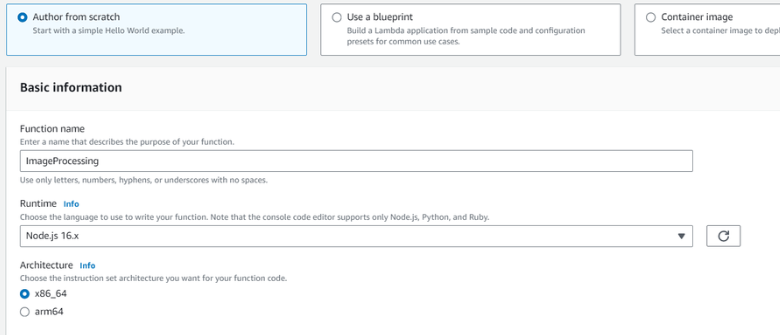 Author from scratch
Start with a simple Hello World example.
Use a blueprint
Build a Lambda application from sample code and configuration
presets for common use cases.
Container image
Select a container image to
Basic information
Function name
Enter a name that describes the purpose of your function.
ImageProcessing
Use only letters, numbers, hyphens, or underscores with no spaces.
Runtime Info
Choose the language to use to write your function. Note that the console code editor supports only Node.js, Python, and Ruby.
Node.js 16.x
Architecture Info
Choose the instruction set architecture you want for your function code.
x86_64
arm64